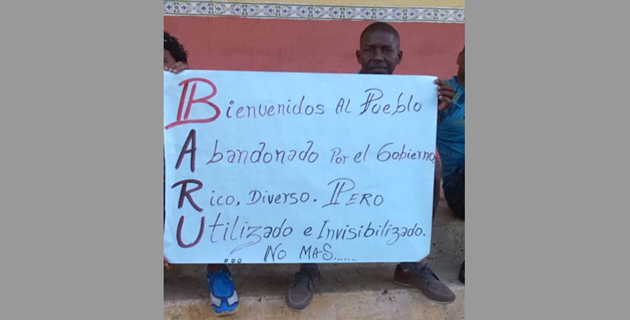 Bienvenidos Al Pueblo
Abandonado Por el Gobierno,
Rico, Diverso. Pero
Utilizado e Invisibilizado.
... No Mas.....